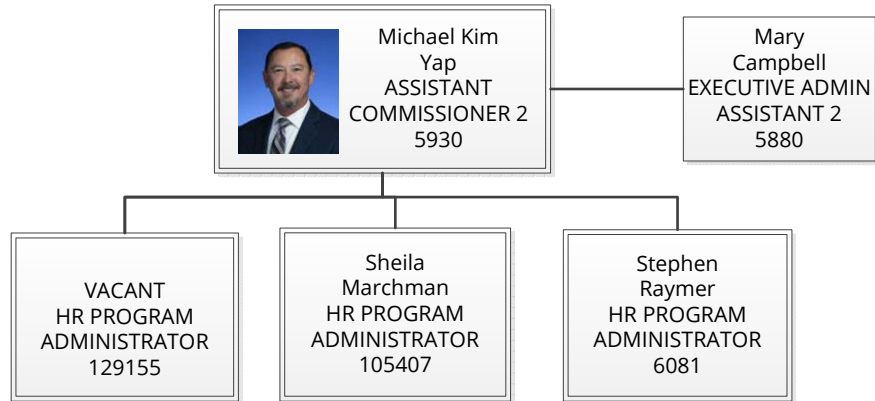 Michael Kim
Yap
ASSISTANT
COMMISSIONER 2
5930
Mary
Campbell
EXECUTIVE ADMIN
ASSISTANT 2
5880
VACANT
HR PROGRAM
ADMINISTRATOR
129155
Sheila
Marchman
HR PROGRAM
ADMINISTRATOR
105407
Stephen
Raymer
HR PROGRAM
ADMINISTRATOR
6081